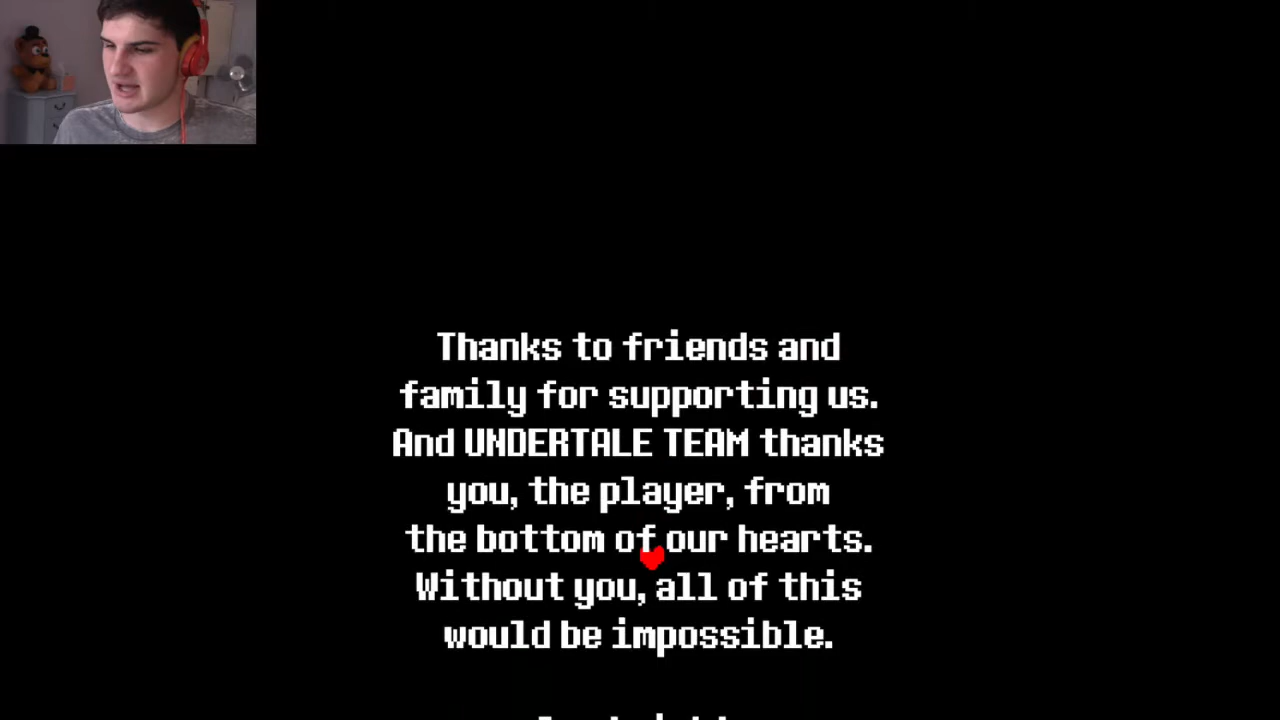 Thanks to friends and
family for supporting us.
And UNDERTALE TEAM thanks
you, the player, from
the bottom of our hearts.
Without you, all of this
would be impossible.